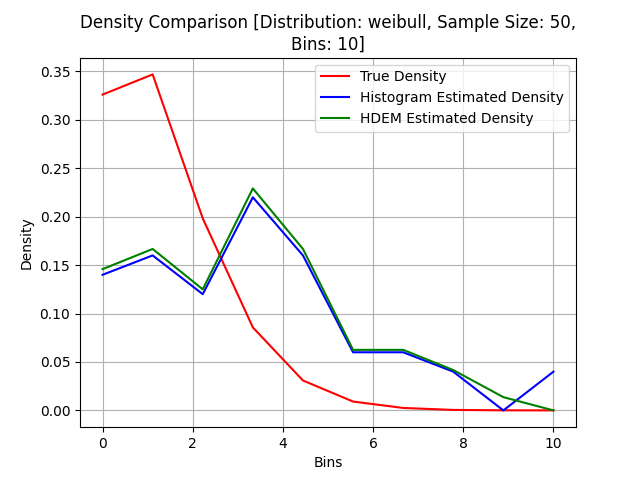 Density Comparison [Distribution: weibull, Sample Size: 50,
Bins: 10]
True Density
Histogram Estimated Density
HDEM Estimated Density
Density
0.35
0.30
0.25
0.20
0.15
0.10
0.05
0.00
0 2 4 6 8 10
Bins